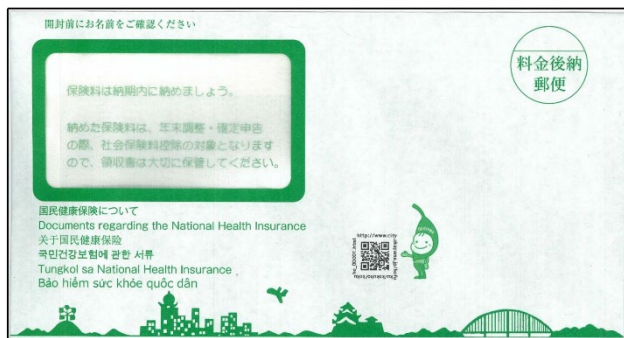 開封前にお名前をご確認ください
料金後納
郵便
保険料は納期内に納めましょう。
納めた保険料は、年末調整・確定申告
の際、社会保険料控除の対象となります
ので、領収書は大切に保管してください。
国民健康保険について
Documents regarding the National Health Insurance
关于国民健康保险
국민건강보험에 관한 서류
Tungkol sa National Health Insurance
Bảo hiểm sức khỏe quốc dân